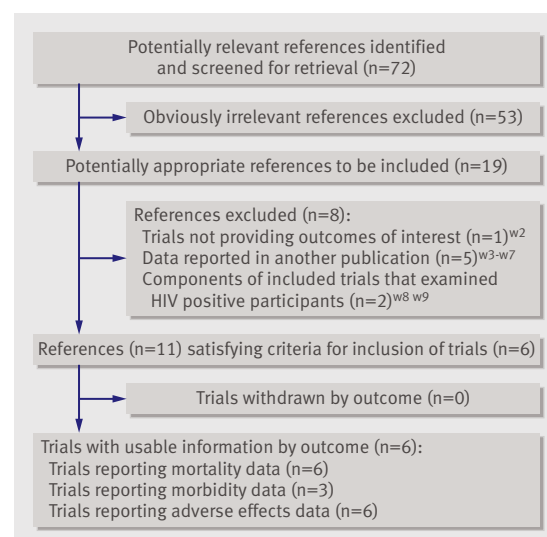 Potentially relevant references identified
and screened for retrieval (n=72)
Obviously irrelevant references excluded (n=53)
Potentially appropriate references to be included (n=19)
References excluded (n=8):
Trials not providing outcomes of interest (n=1)w2
Data reported in another publication (n=5)w3-w7
Components of included trials that examined
HIV positive participants (n=2)w8 w9
References (n=11) satisfying criteria for inclusion of trials (n=6)
Trials withdrawn by outcome (n=0)
Trials with usable information by outcome (n=6):
Trials reporting mortality data (n=6)
Trials reporting morbidity data (n=3)
Trials reporting adverse effects data (n=6)